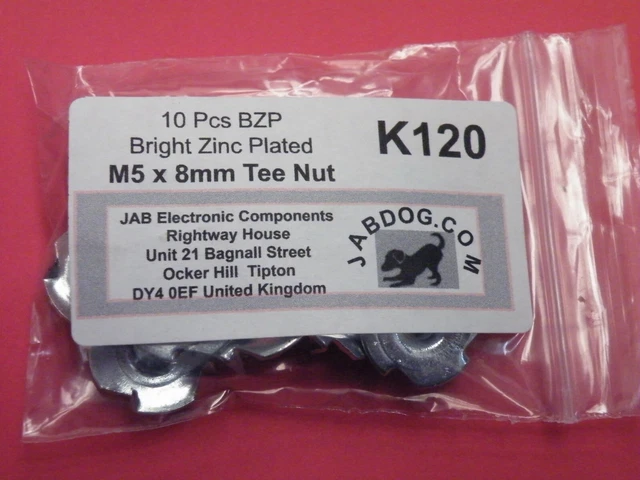 10 Pcs BZP
Bright Zinc Plated
M5 x 8mm Tee Nut
K120
JAB Electronic Components
Rightway House
Unit 21 Bagnall Street
Ocker Hill Tipton
DY4 0EF United Kingdom
JABDOG.COM